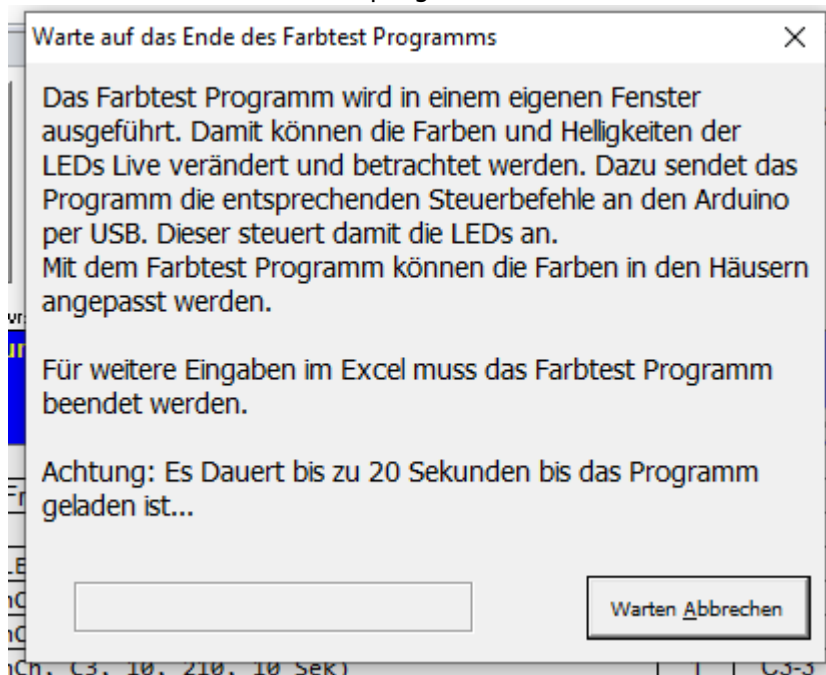 Warte auf das Ende des Farbtest Programms
Das Farbtest Programm wird in einem eigenen Fenster
ausgeführt. Damit können die Farben und Helligkeiten der
LEDs Live verändert und betrachtet werden. Dazu sendet das
Programm die entsprechenden Steuerbefehle an den Arduino
per USB. Dieser steuert damit die LEDs an.
Mit dem Farbtest Programm können die Farben in den Häusern
angepasst werden.
Für weitere Eingaben im Excel muss das Farbtest Programm
beendet werden.
Achtung: Es Dauert bis zu 20 Sekunden bis das Programm
geladen ist...
Warten Abbrechen
C3, 10, 210, 10 Sek)
1
C3-3